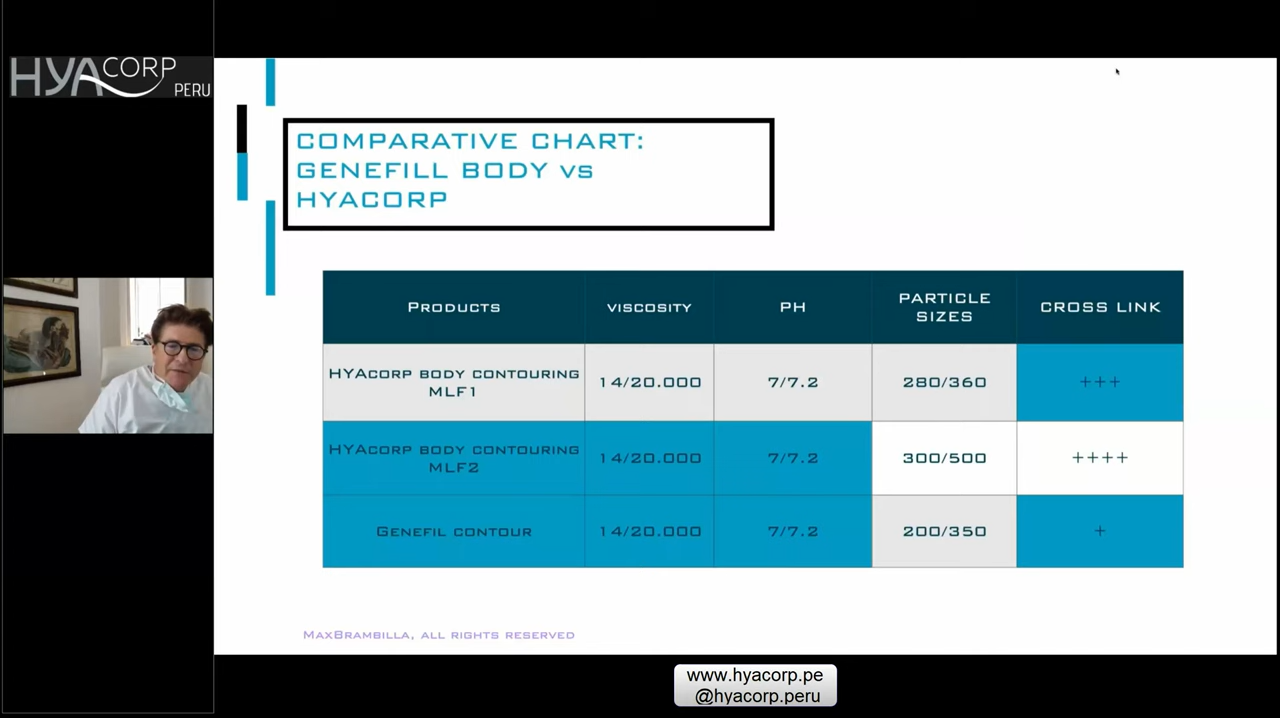 HYACORP
PERU
COMPARATIVE CHART:
GENEFILL BODY vs
HYACORP
PRODUCTS VISCOSITY PH PARTICLE SIZES CROSS LINK
HYACORP BODY CONTOURING MLF1 14/20.000 7/7.2 280/360 +++
HYACORP BODY CONTOURING MLF2 14/20.000 7/7.2 300/500 ++++
GENEFIL CONTOUR 14/20.000 7/7.2 200/350 +
MAXBRAMBILLA, ALL RIGHTS RESERVED
www.hyacorp.pe
@hyacorp.peru